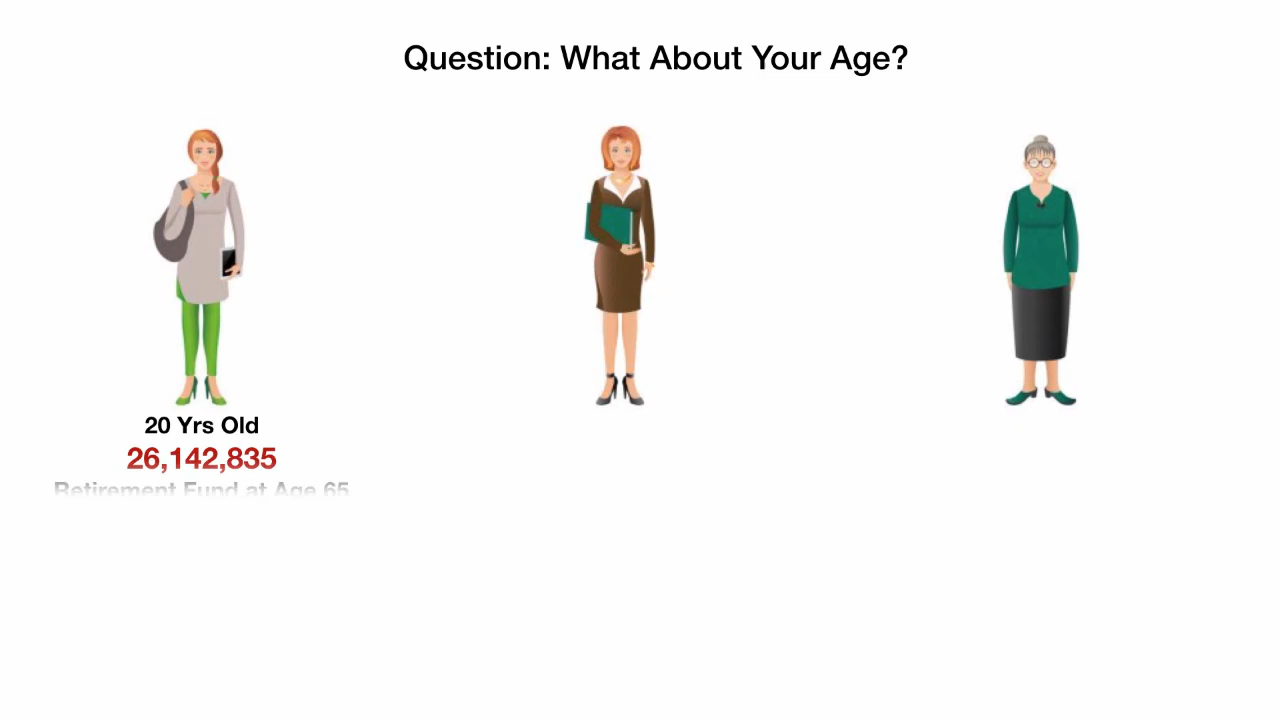 Question: What About Your Age?
20 Yrs Old
26,142,835
Retirement Fund at Age 65